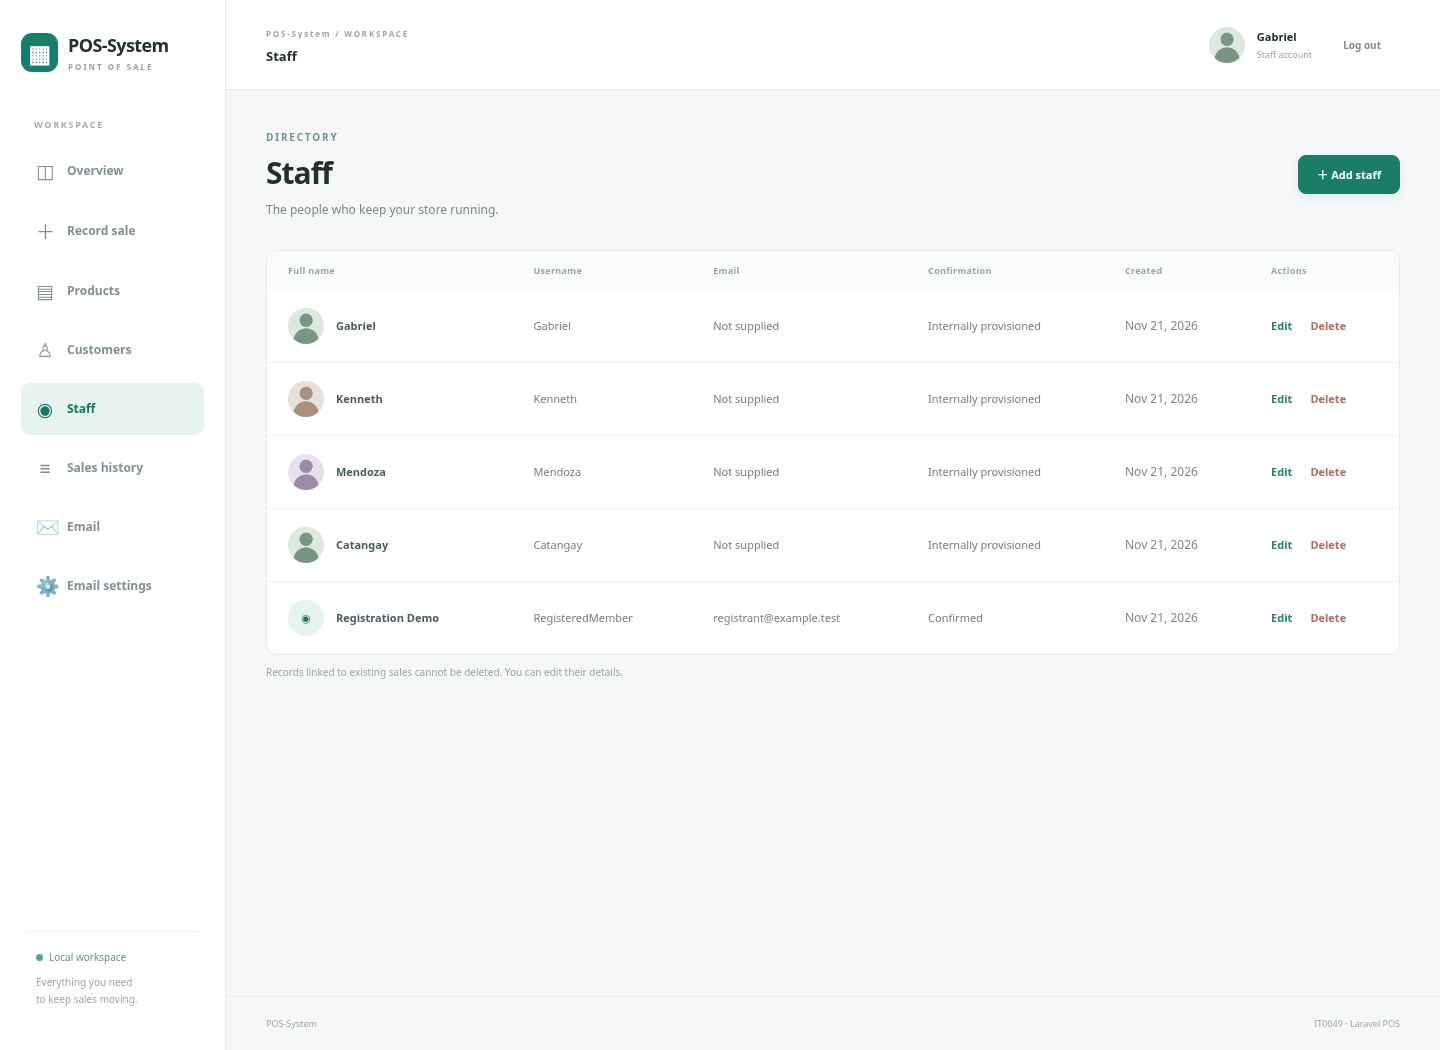 POS-System
POINT OF SALE
WORKSPACE
Overview
Record sale
Products
Customers
Staff
Sales history
Email
Email settings
Local workspace
Everything you need
to keep sales moving.
POS-System / WORKSPACE
Staff
Gabriel
Staff account
Log out
DIRECTORY
Staff
The people who keep your store running.
+ Add staff
Full name Username Email Confirmation Created Actions
Gabriel Gabriel Not supplied Internally provisioned Nov 21, 2026 Edit Delete
Kenneth Kenneth Not supplied Internally provisioned Nov 21, 2026 Edit Delete
Mendoza Mendoza Not supplied Internally provisioned Nov 21, 2026 Edit Delete
Catangay Catangay Not supplied Internally provisioned Nov 21, 2026 Edit Delete
Registration Demo RegisteredMember registrant@example.test Confirmed Nov 21, 2026 Edit Delete
Records linked to existing sales cannot be deleted. You can edit their details.
POS-System
IT0049 · Laravel POS